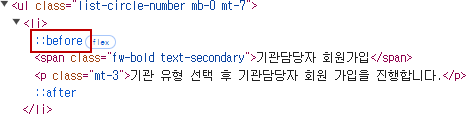 ▼<ul class="list-circle-number mb-0 mt-7">
▼<li>
::before flex
<span class="fw-bold text-secondary">기관담당자 회원가입</span>
<p class="mt-3">기관 유형 선택 후 기관담당자 회원 가입을 진행합니다.</p>
::after
</li>